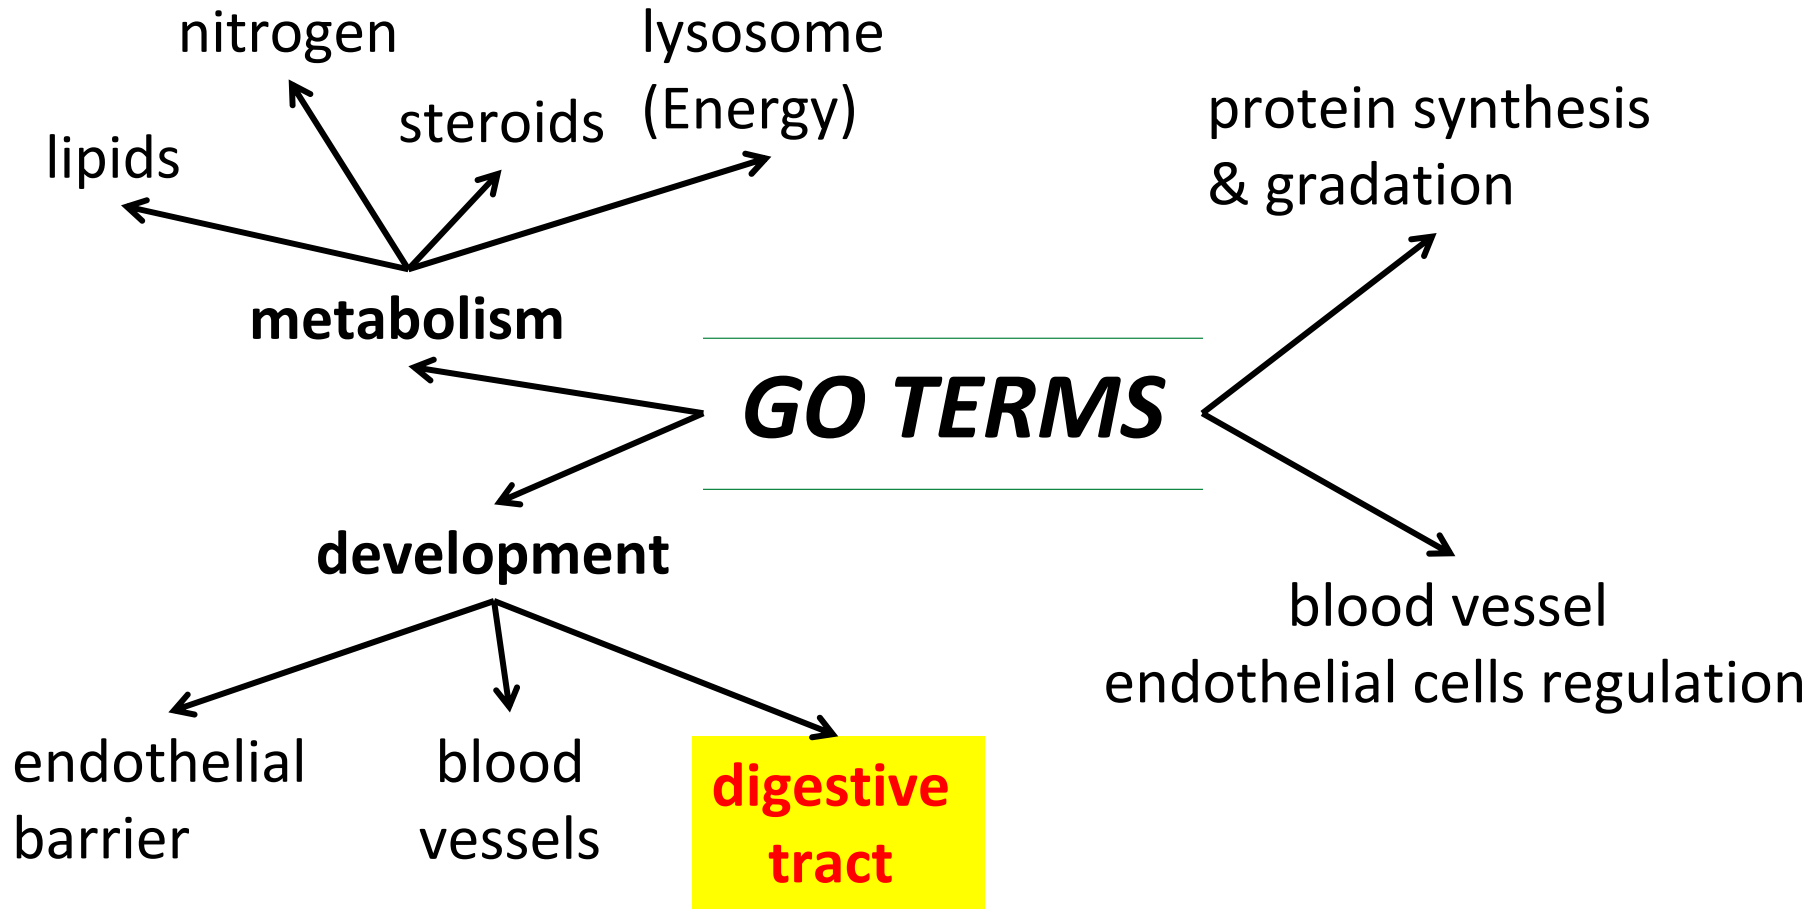 nitrogen
lysosome
(Energy)
steroids
lipids
protein synthesis
& gradation
metabolism
GO TERMS
development
blood vessel
endothelial cells regulation
endothelial
barrier
blood
vessels
digestive
tract